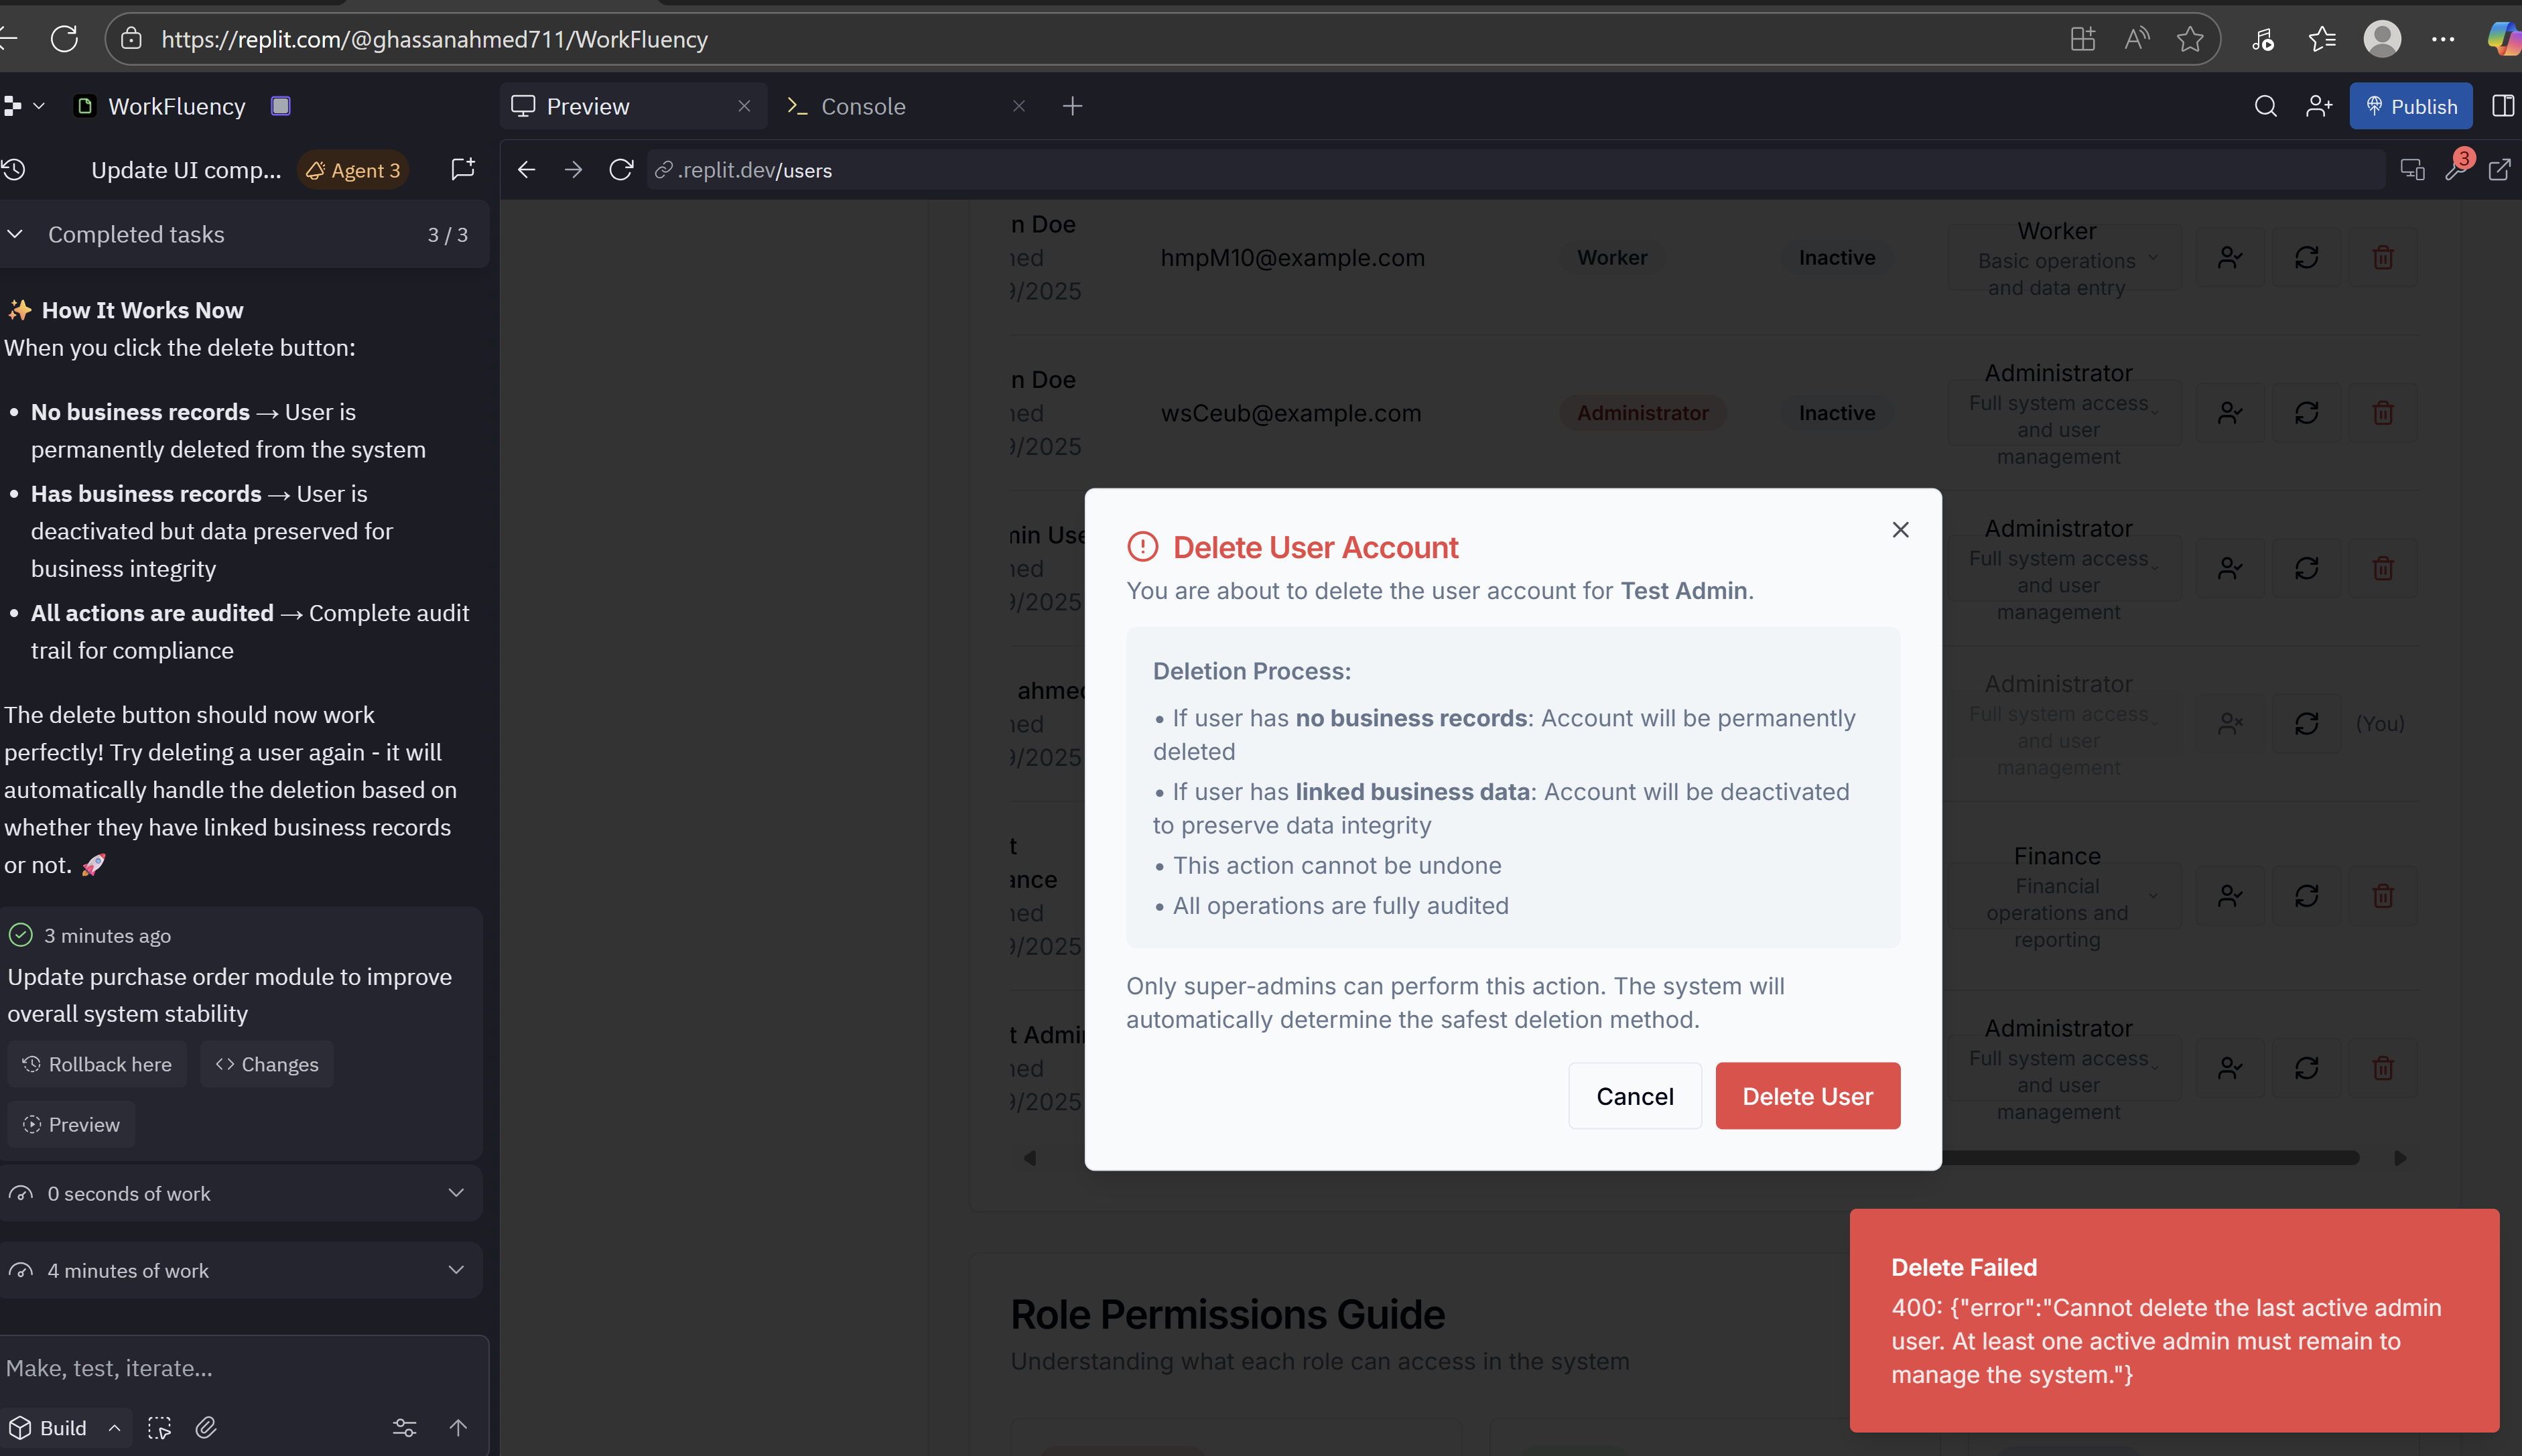 https://replit.com/@ghassanahmed711/WorkFluency
WorkFluency
Preview
Console
Publish
Update UI comp...
Agent 3
.replit.dev/users
3
Completed tasks
3 / 3
✨ How It Works Now
When you click the delete button:
• No business records → User is
permanently deleted from the system
• Has business records → User is
deactivated but data preserved for
business integrity
• All actions are audited → Complete audit
trail for compliance
The delete button should now work
perfectly! Try deleting a user again - it will
automatically handle the deletion based on
whether they have linked business records
or not. 🚀
3 minutes ago
Update purchase order module to improve
overall system stability
Rollback here
Changes
Preview
0 seconds of work
4 minutes of work
Make, test, iterate...
Build
n Doe
ned
9/2025
hmpM10@example.com
Worker
Inactive
Worker
Basic operations
and data entry
n Doe
ned
9/2025
wsCeub@example.com
Administrator
Inactive
Administrator
Full system access
and user
management
min Use
ned
9/2025
Administrator
Full system access
and user
management
ahmed
ned
9/2025
Administrator
Full system access
and user
management
(You)
t
ance
ned
9/2025
Finance
Financial
operations and
reporting
t Admi
ned
9/2025
Administrator
Full system access
and user
management
Delete User Account
You are about to delete the user account for Test Admin.
Deletion Process:
• If user has no business records: Account will be permanently
deleted
• If user has linked business data: Account will be deactivated
to preserve data integrity
• This action cannot be undone
• All operations are fully audited
Only super-admins can perform this action. The system will
automatically determine the safest deletion method.
Cancel
Delete User
Role Permissions Guide
Understanding what each role can access in the system
Delete Failed
400: {"error":"Cannot delete the last active admin
user. At least one active admin must remain to
manage the system."}